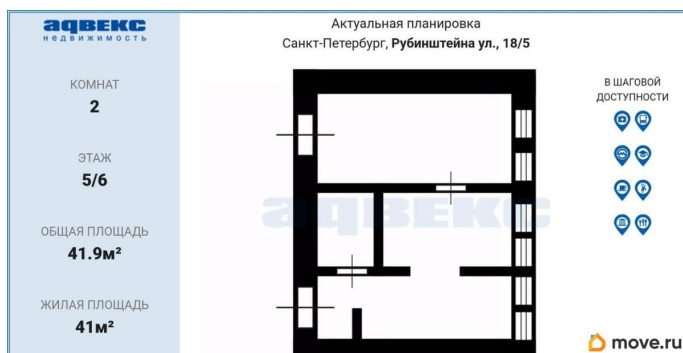 адвекс
НЕДВИЖИМОСТЬ
КОМНАТ
2
ЭТАЖ
5/6
ОБЩАЯ ПЛОЩАДЬ
41.9м²
ЖИЛАЯ ПЛОЩАДЬ
41м²
Актуальная планировка
Санкт-Петербург, Рубинштейна ул., 18/5
адвекс
В ШАГОВОЙ
ДОСТУПНОСТИ
move.ru